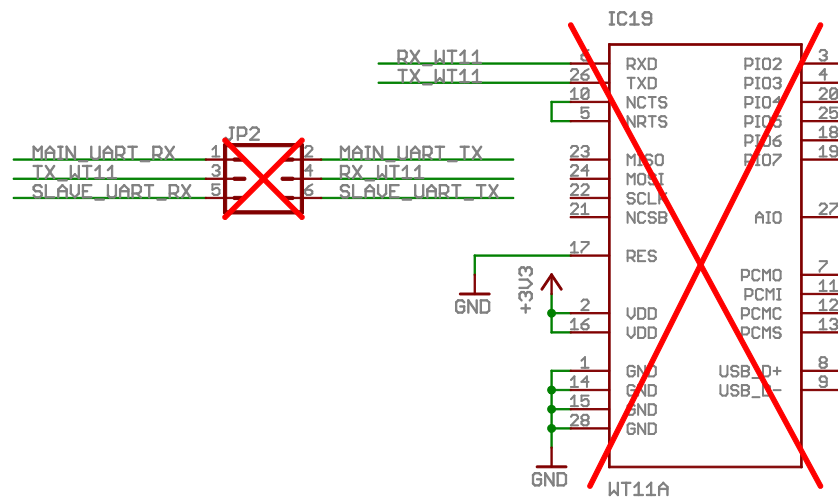 IC19
RX_WT11 6 RXD PIO2 3
TX_WT11 26 TXD PIO3 4
10 NCTS PIO4 20
5 NRTS PIO5 25
PIO6 18
JP2
MAIN_UART_RX 1 2 MAIN_UART_TX 23 MISO PIO7 19
TX_WT11 3 4 RX_WT11 24 MOSI
SLAVE_UART_RX 5 6 SLAVE_UART_TX 22 SCLK
21 NCSB AIO 27
17 RES
PCM0 7
+3V3
PCMI 11
GND
2 VDD PCMC 12
16 VDD PCMS 13
1 GND USB_D+ 8
14 GND USB_D- 9
15 GND
28 GND
GND
WT11A